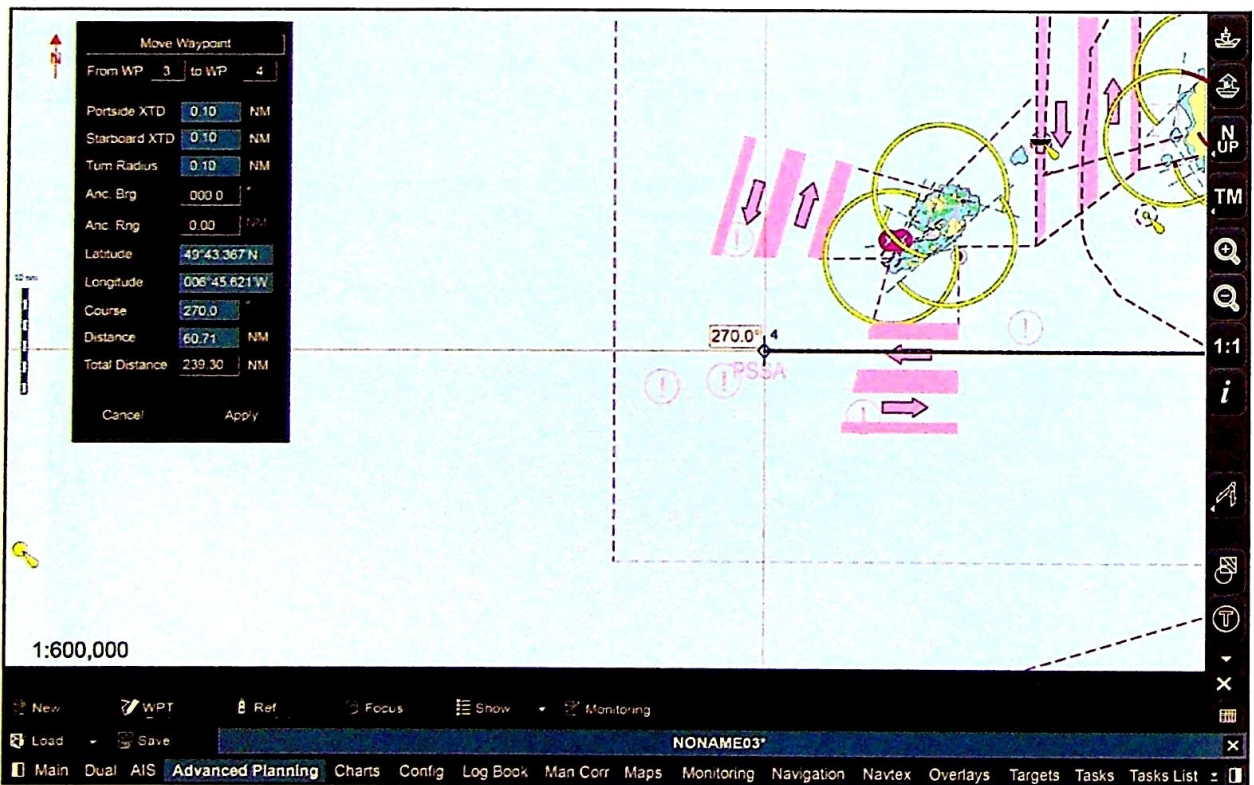 Move Waypoint
From WP 3 to WP 4
Portside XTD 0.10 NM
Starboard XTD 0.10 NM
Turn Radius 0.10 NM
Anc. Brg 000.0 °
Anc. Rng 0.00 NM
Latitude 49°43.367'N
Longitude 006°45.621'W
Course 270.0 °
Distance 60.71 NM
Total Distance 239.30 NM
Cancel Apply
N
10 nm
270.0° 4
PSSA
1:600,000
N UP
TM
1:1
i
T
New WPT Ref Focus Show Monitoring
Load Save NONAME03*
Main Dual AIS Advanced Planning Charts Config Log Book Man Corr Maps Monitoring Navigation Navtex Overlays Targets Tasks Tasks List